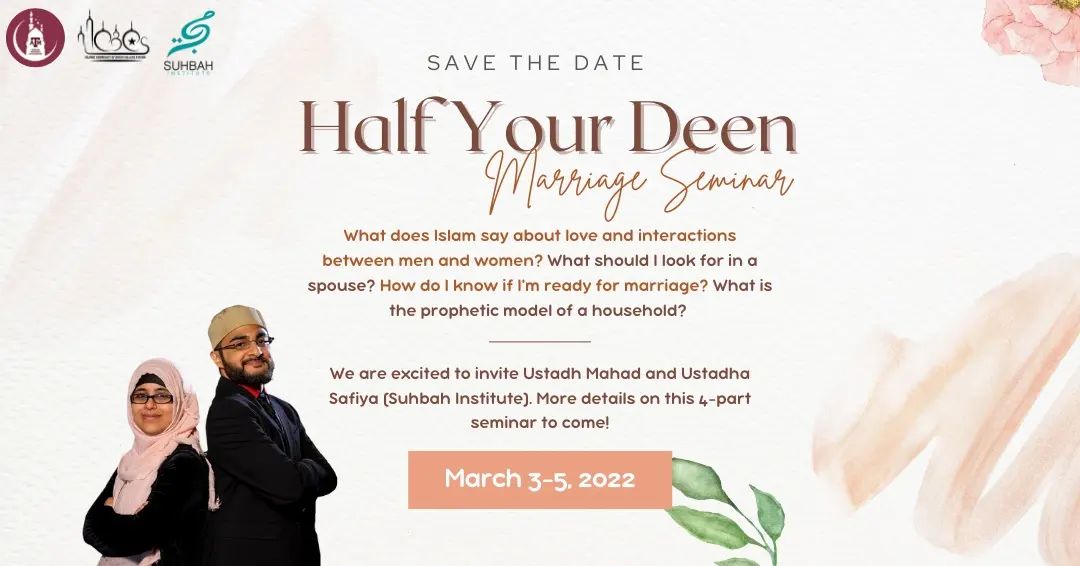 SUHBAH
INSTITUTE
SAVE THE DATE
Half Your Deen
Marriage Seminar
What does Islam say about love and interactions
between men and women? What should I look for in a
spouse? How do I know if I'm ready for marriage? What is
the prophetic model of a household?
We are excited to invite Ustadh Mahad and Ustadha
Safiya (Suhbah Institute). More details on this 4-part
seminar to come!
March 3-5, 2022